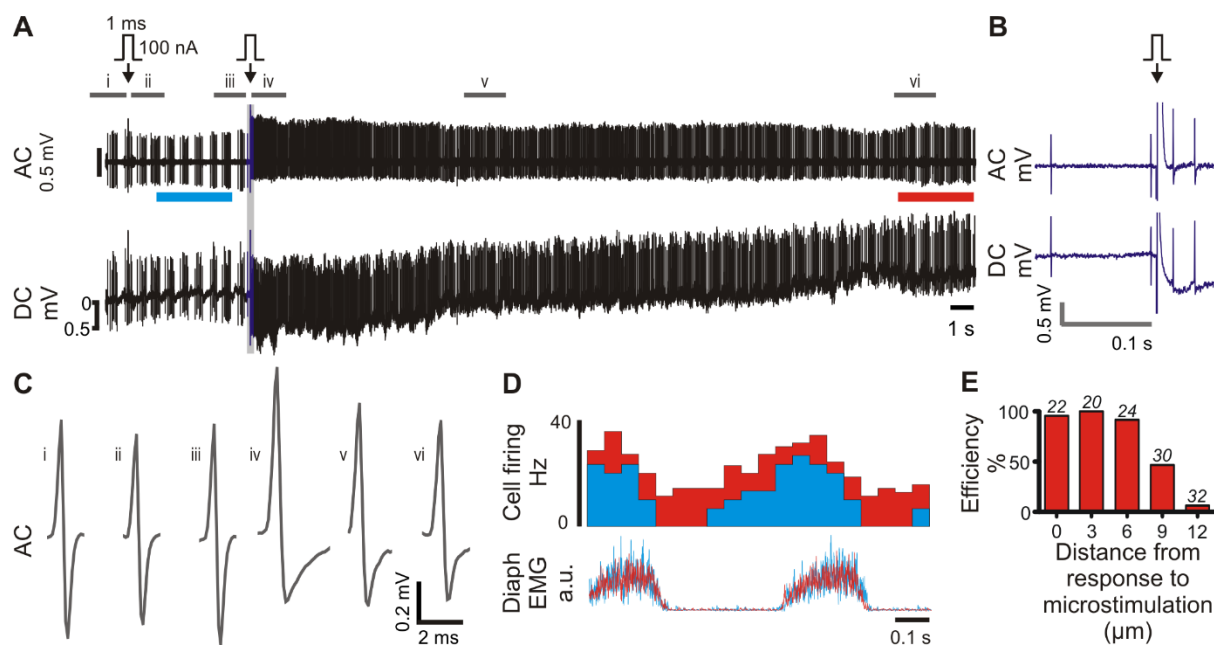 A
1 ms
100 nA
i
ii
iii
iv
v
vi
AC
0.5 mV
DC
mV
0
0.5
1 s
B
AC
mV
DC
mV
0.5 mV
0.1 s
C
i
ii
iii
iv
v
vi
AC
0.2 mV
2 ms
D
40
Cell firing
Hz
0
Diaph
EMG
a.u.
0.1 s
E
Efficiency
%
100
50
0
22
20
24
30
32
0 3 6 9 12
Distance from
response to
microstimulation
(µm)